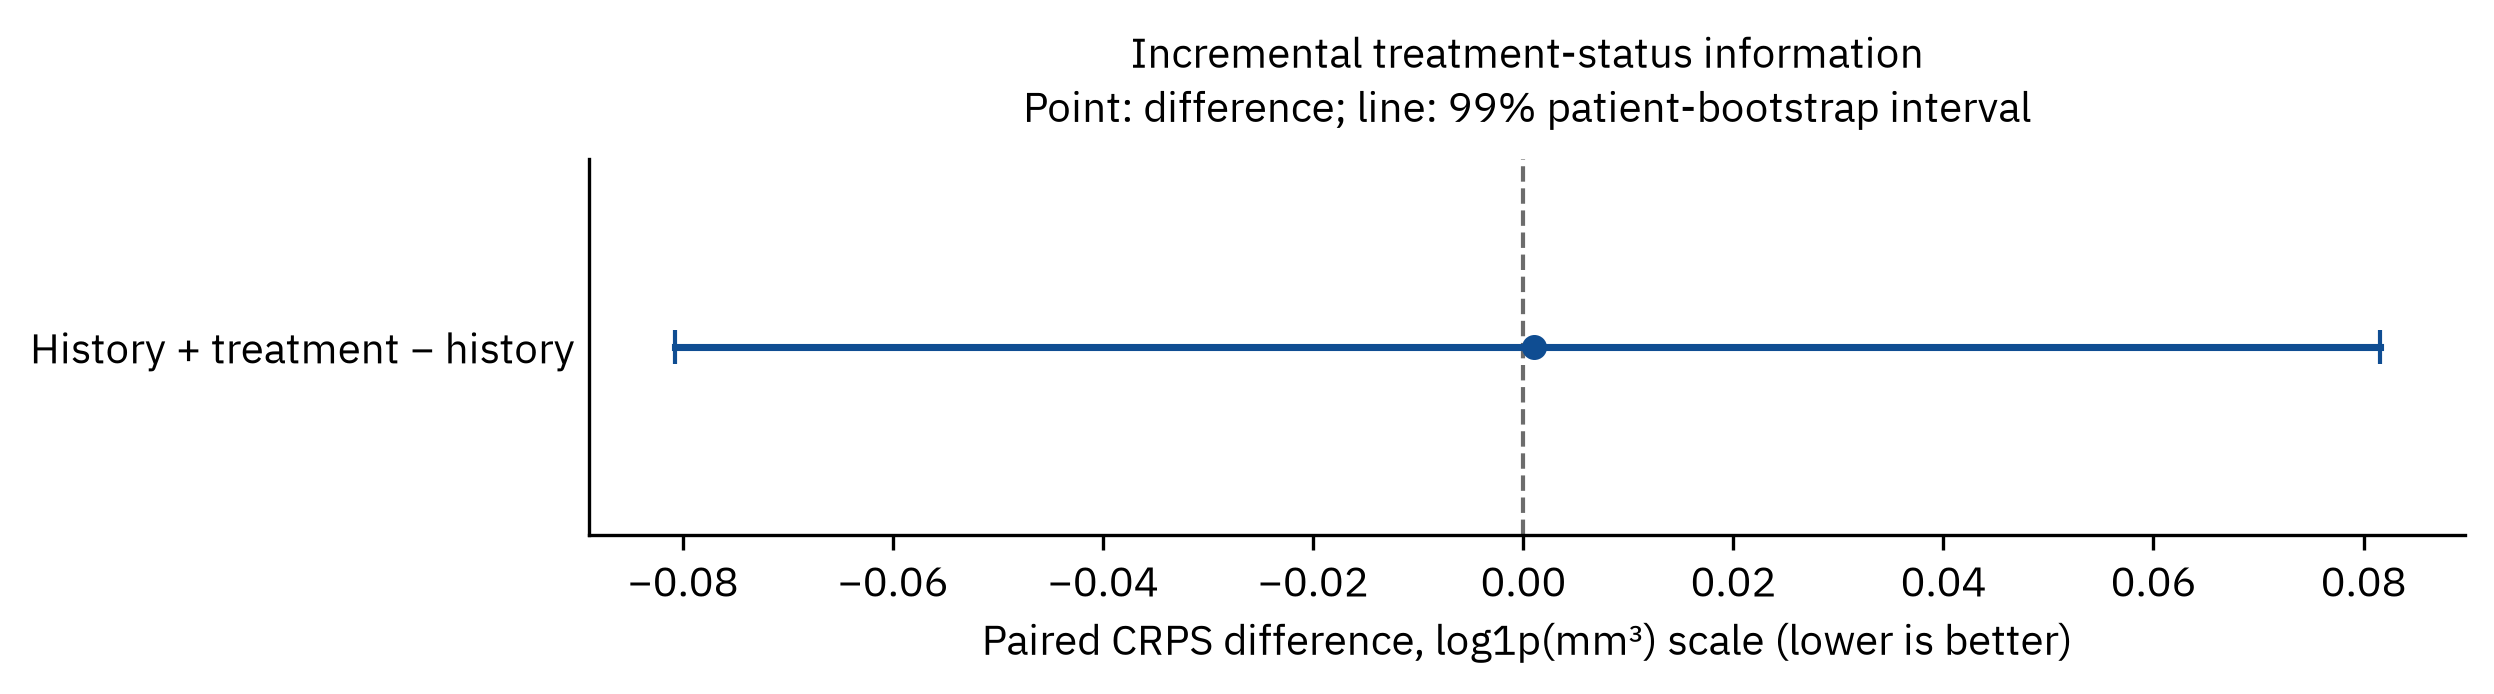 Incremental treatment-status information
Point: difference; line: 99% patient-bootstrap interval
History + treatment − history
−0.08 −0.06 −0.04 −0.02 0.00 0.02 0.04 0.06 0.08
Paired CRPS difference, log1p(mm³) scale (lower is better)